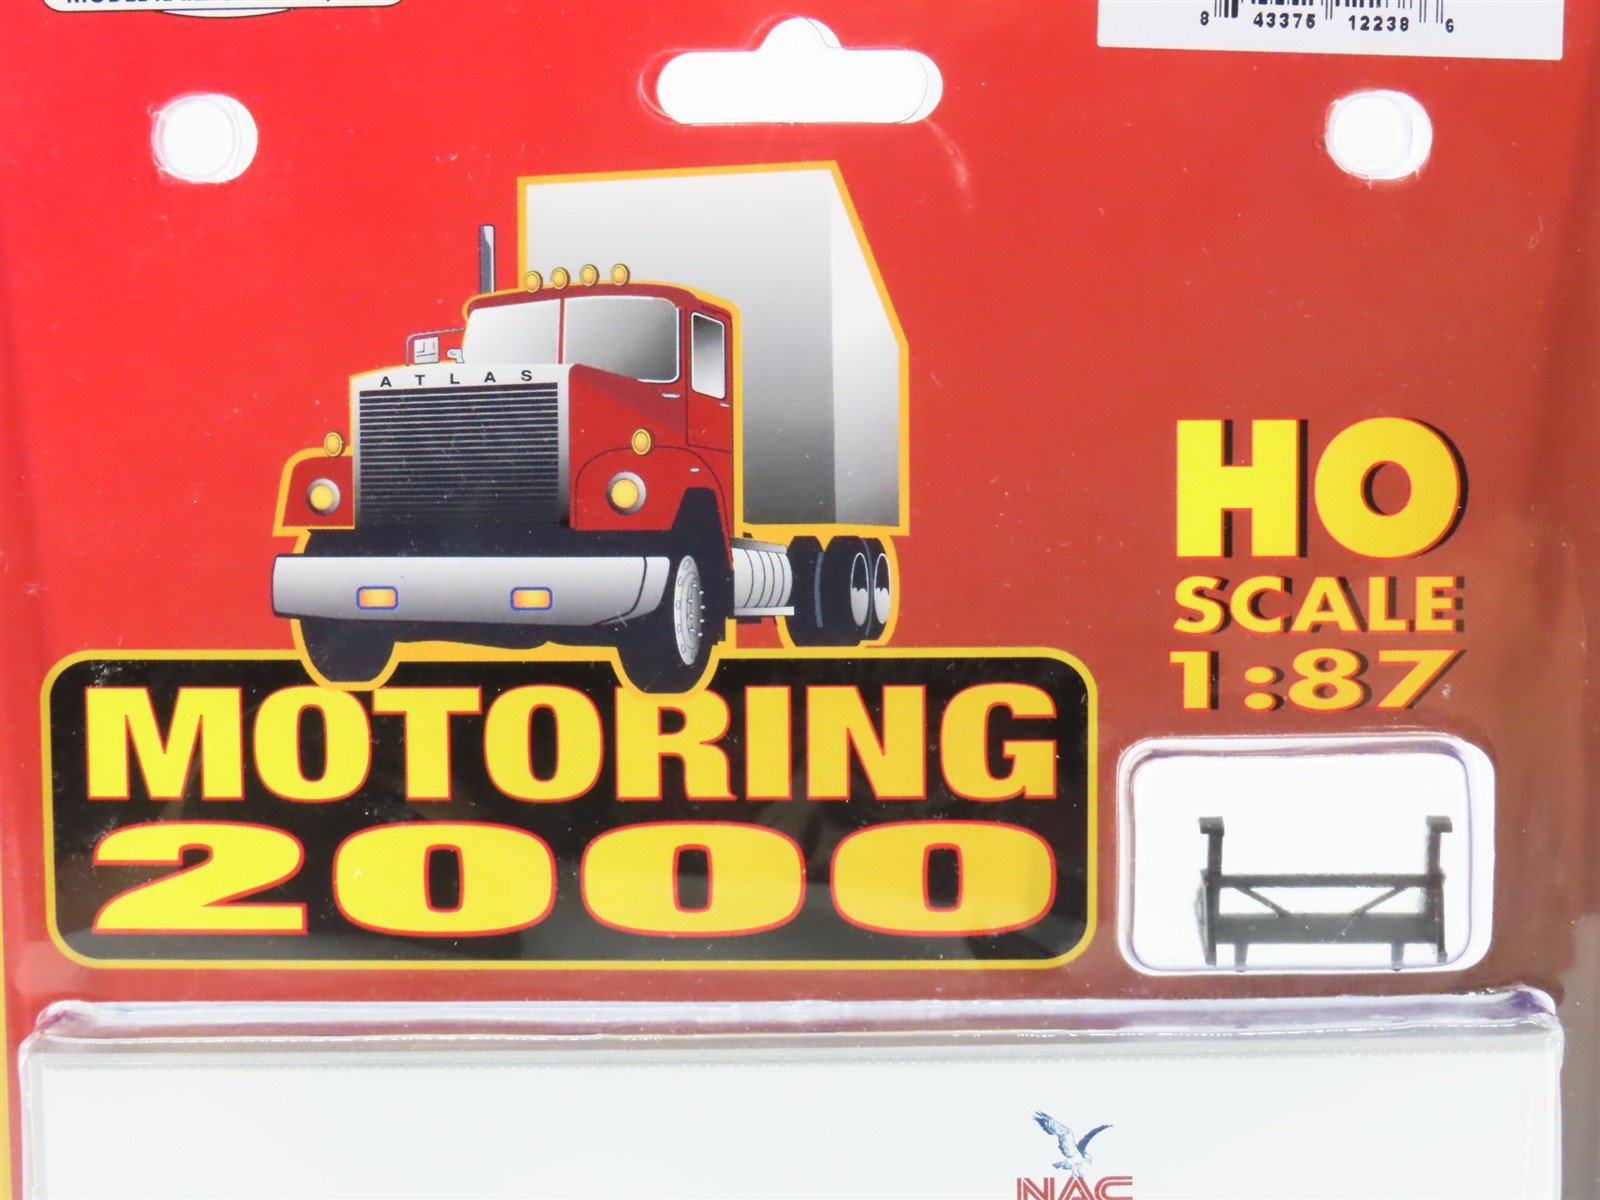 8 43375 12238 6
ATLAS
HO
SCALE
1:87
MOTORING
2000
NAC